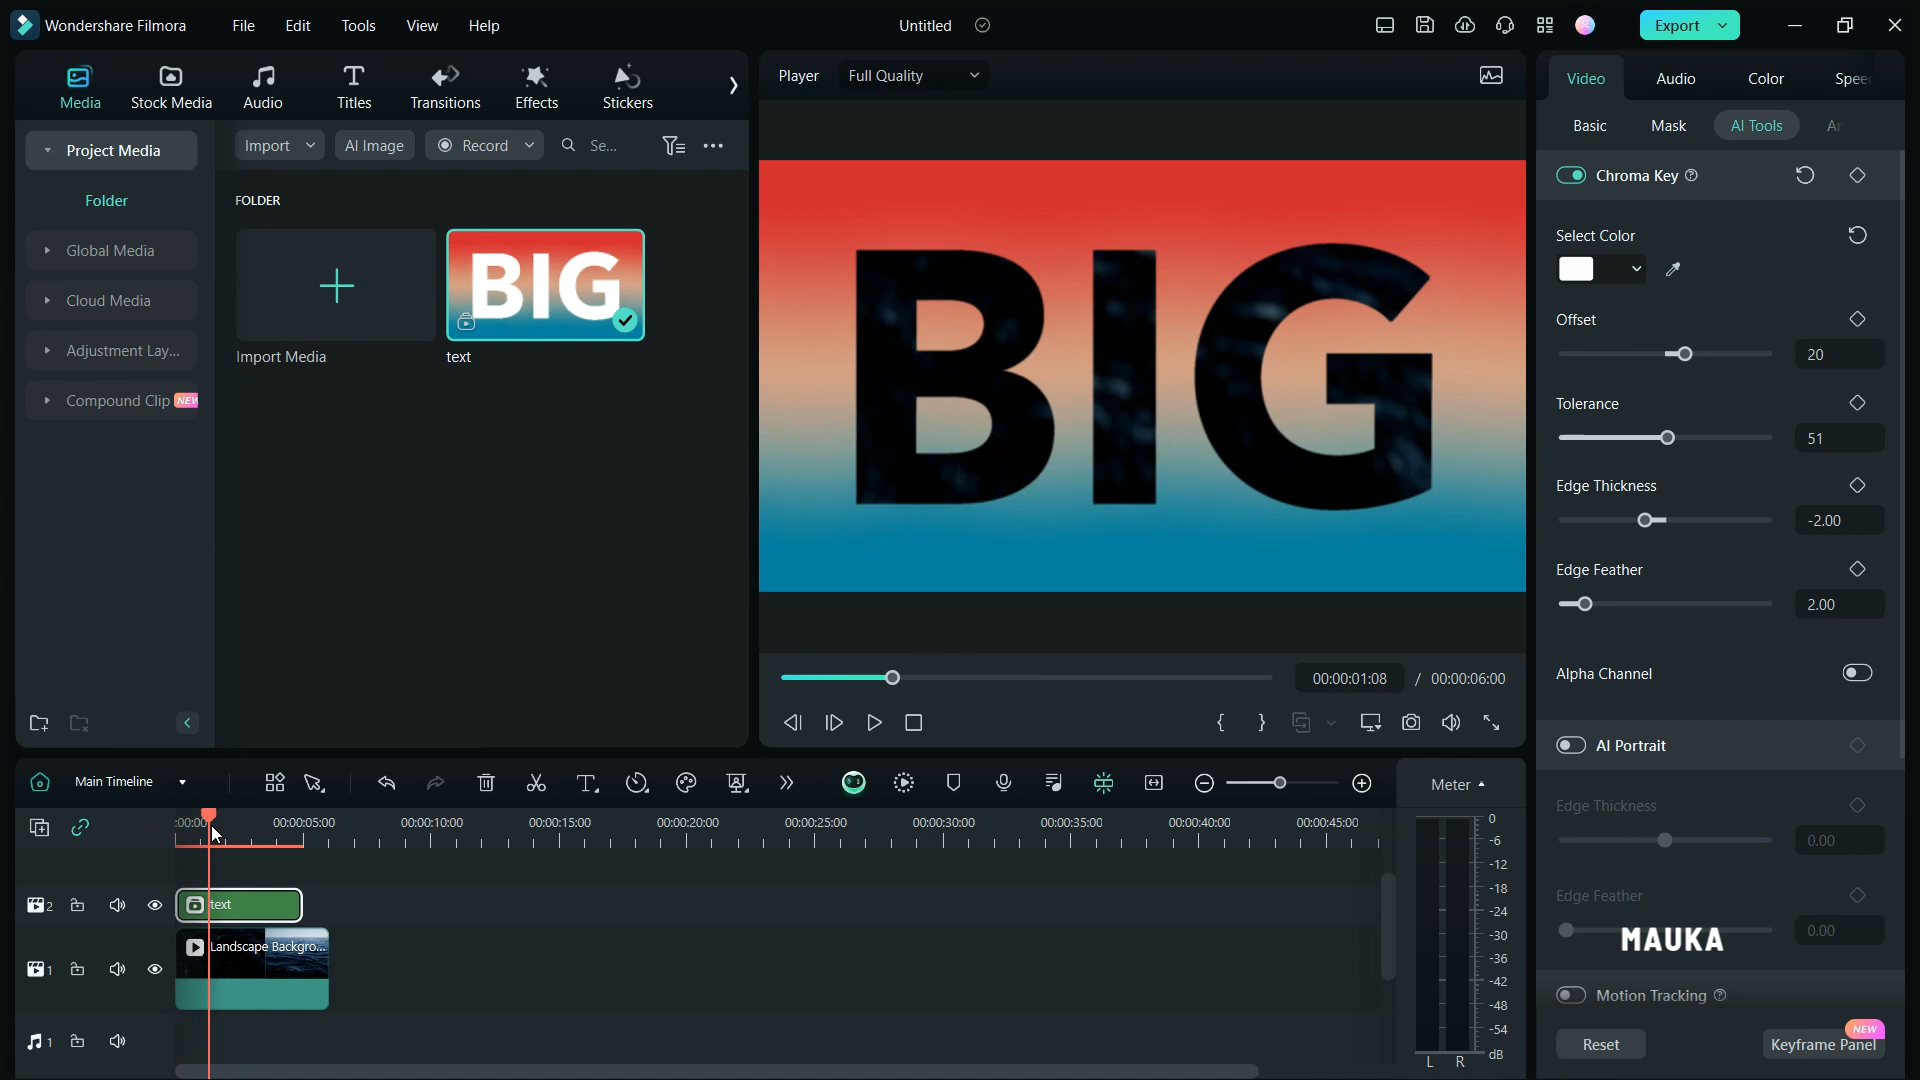 Wondershare Filmora
File
Edit
Tools
View
Help
Untitled
Export
Media
Stock Media
Audio
Titles
Transitions
Effects
Stickers
Player
Full Quality
Video
Audio
Color
Basic
Mask
AI Tools
Project Media
Folder
Global Media
Cloud Media
Adjustment Lay...
Compound Clip
NEW
Import
AI Image
Record
Se...
FOLDER
BIG
Import Media
text
BIG
00:00:01:08
/
00:00:06:00
Chroma Key
Select Color
Offset
20
Tolerance
51
Edge Thickness
-2.00
Edge Feather
2.00
Alpha Channel
AI Portrait
Edge Thickness
0.00
Edge Feather
0.00
MAUKA
Motion Tracking
Reset
NEW
Keyframe Panel
Main Timeline
Meter
:00:00
00:00:05:00
00:00:10:00
00:00:15:00
00:00:20:00
00:00:25:00
00:00:30:00
00:00:35:00
00:00:40:00
00:00:45:00
2
text
1
Landscape Backgro...
1
0
-6
-12
-18
-24
-30
-36
-42
-48
-54
dB
L
R